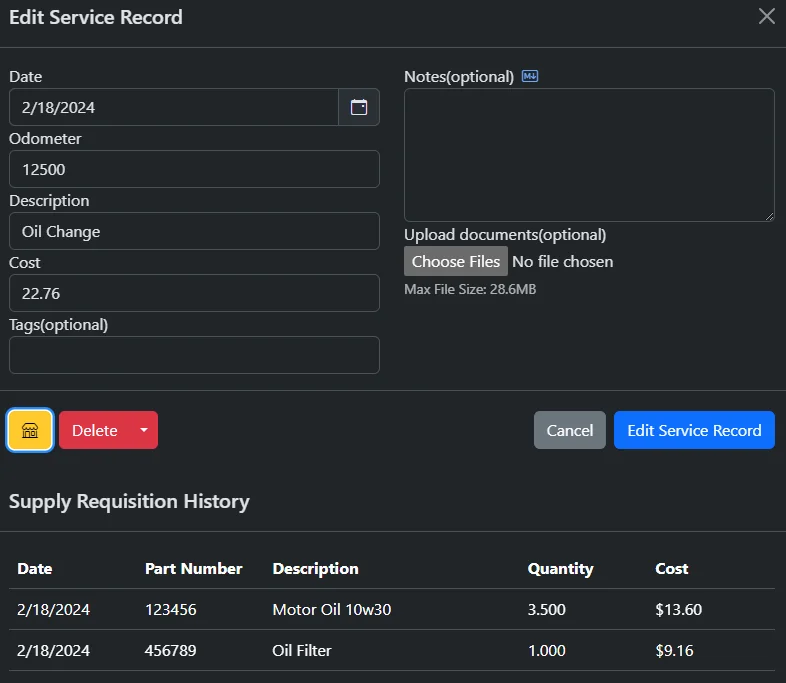 Edit Service Record
Date
2/18/2024
Odometer
12500
Description
Oil Change
Cost
22.76
Tags(optional)
Notes(optional) M↓
Upload documents(optional)
Choose Files No file chosen
Max File Size: 28.6MB
Delete
Cancel
Edit Service Record
Supply Requisition History
Date Part Number Description Quantity Cost
2/18/2024 123456 Motor Oil 10w30 3.500 $13.60
2/18/2024 456789 Oil Filter 1.000 $9.16